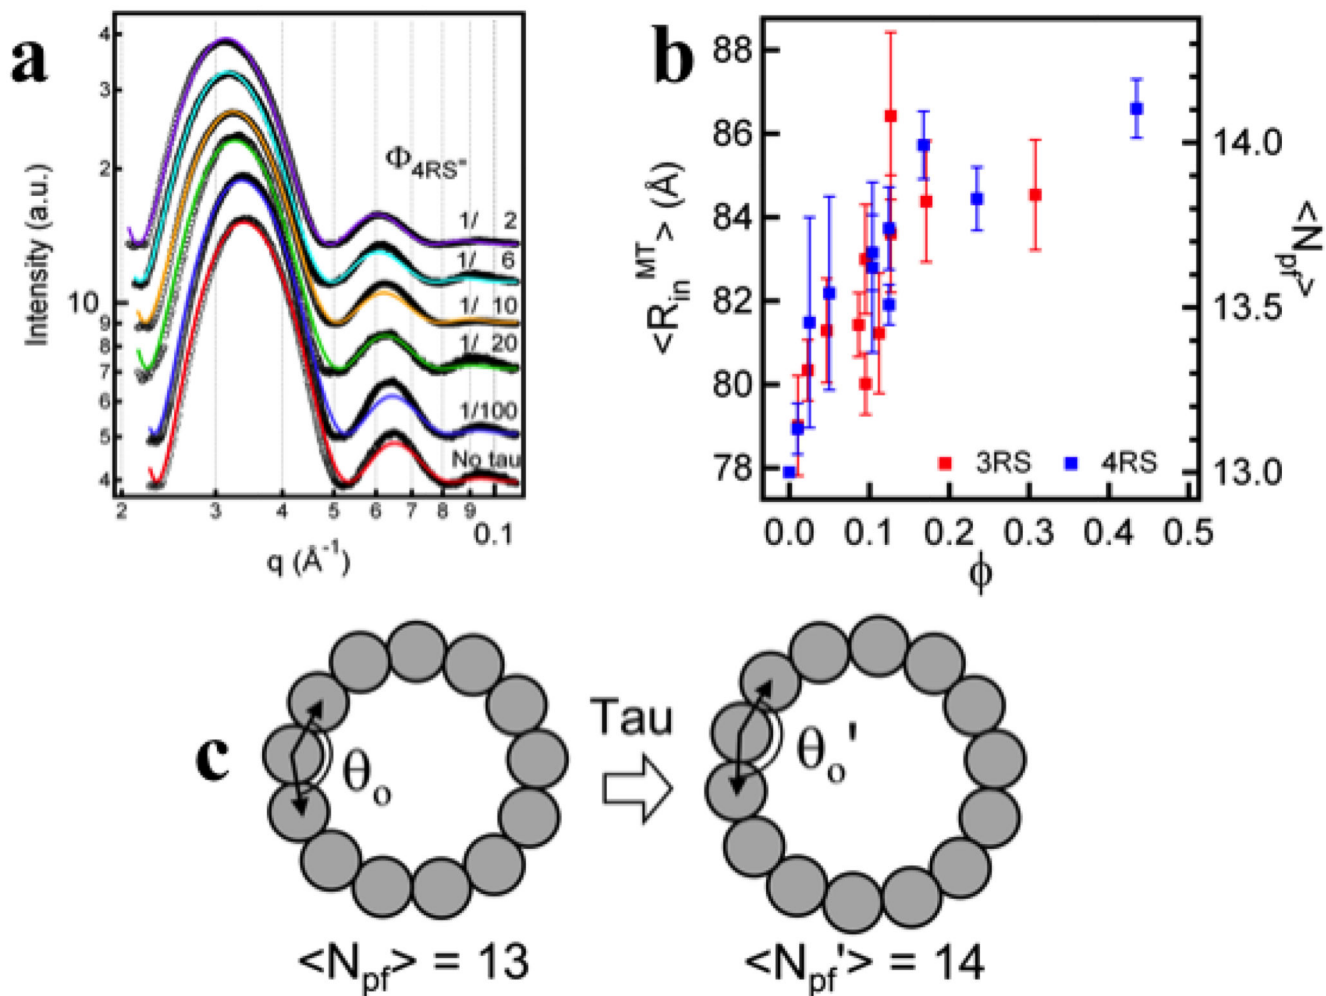 a
Intensity (a.u.)
4
3
2
10
9
8
7
6
5
4
Φ4RS=
1/ 2
1/ 6
1/ 10
1/ 20
1/100
No tau
2 3 4 5 6 7 8 9 0.1
q (Å-1)
b
<RinMT> (Å)
88
86
84
82
80
78
14.0
13.5
13.0
<Npf>
3RS 4RS
0.0 0.1 0.2 0.3 0.4 0.5
ϕ
c
θo
Tau
θo'
<Npf> = 13
<Npf'> = 14